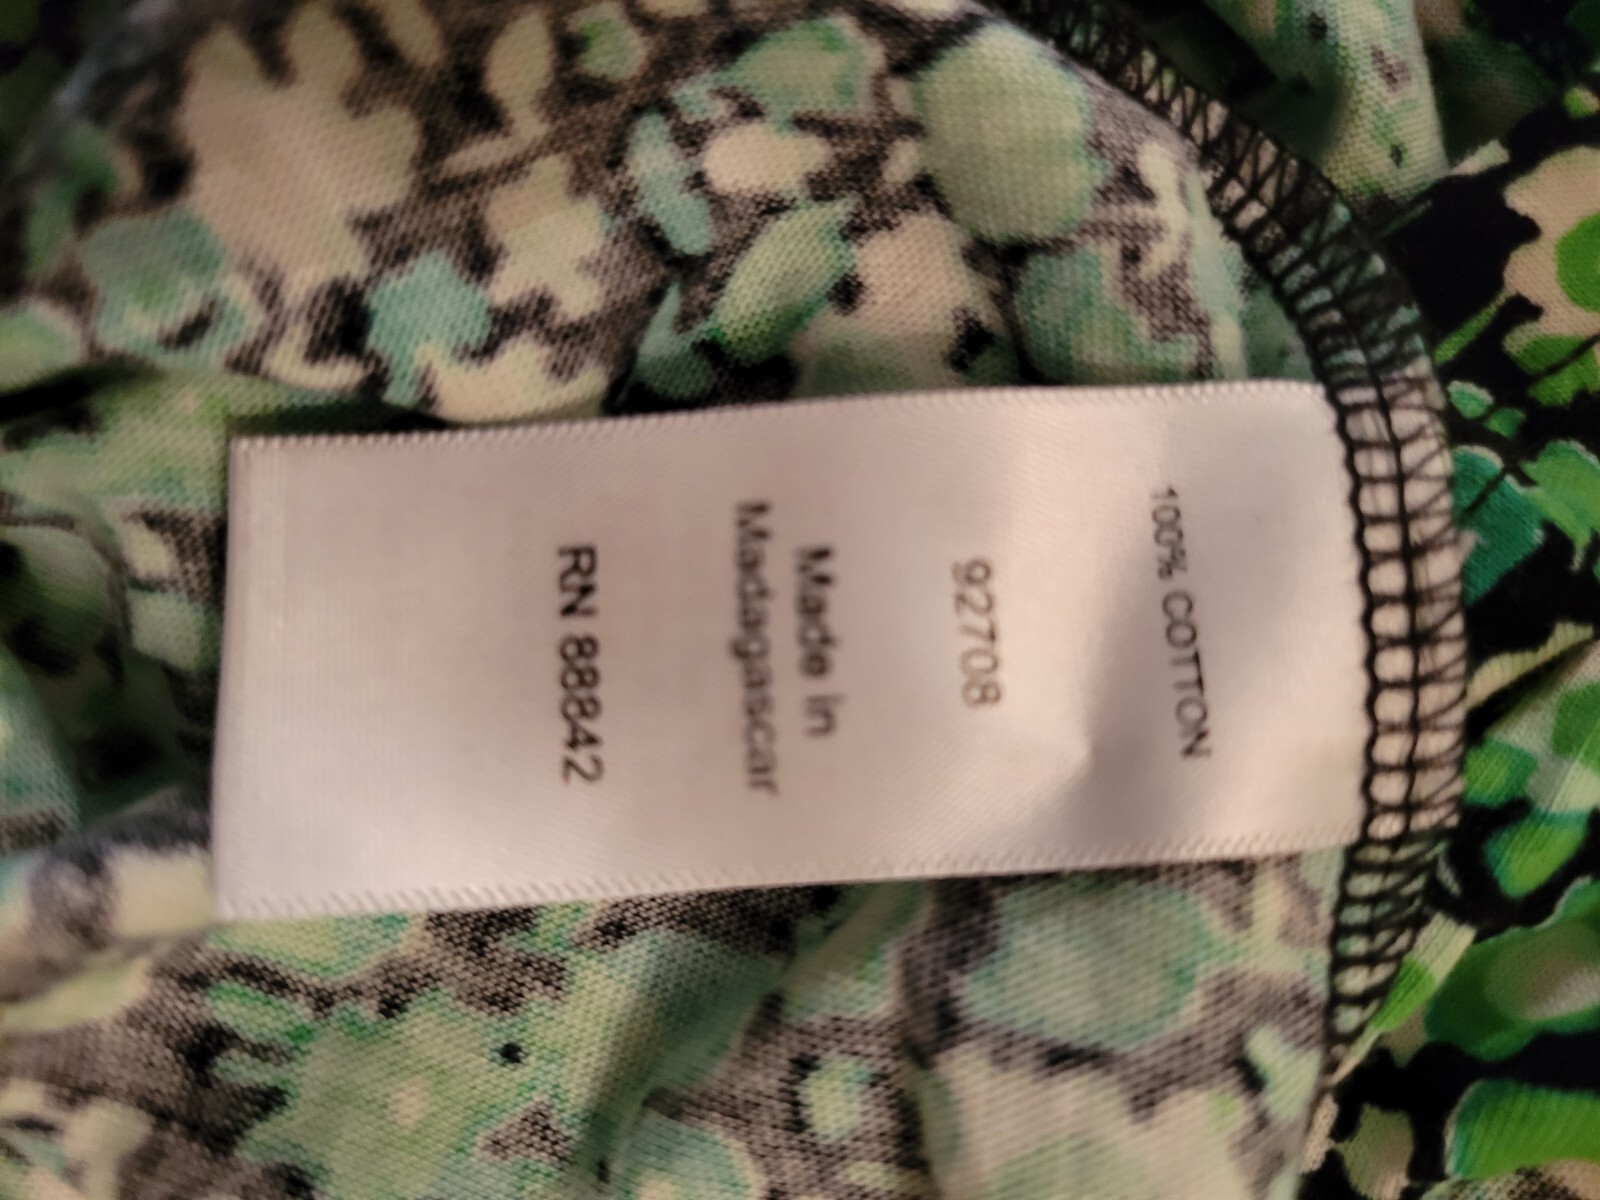 100% COTTON
92708
Made in
Madagascar
RN 88842